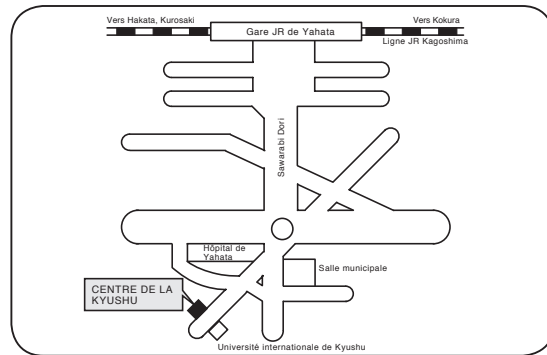 Vers Hakata, Kurosaki
Vers Kokura
Gare JR de Yahata
Ligne JR Kagoshima
Sawarabi Dori
Hôpital de
Yahata
Salle municipale
CENTRE DE LA
KYUSHU
Université internationale de Kyushu